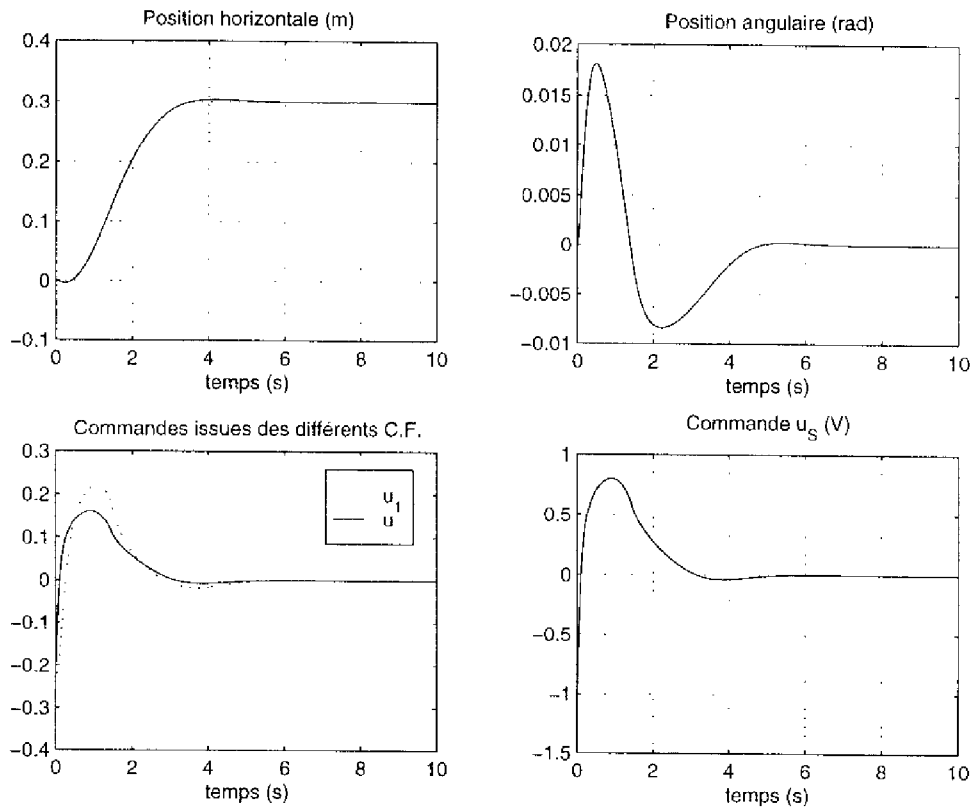 Position horizontale (m)
0.4
0.3
0.2
0.1
0
−0.1
0 2 4 6 8 10
temps (s)
Position angulaire (rad)
0.02
0.015
0.01
0.005
0
−0.005
−0.01
0 2 4 6 8 10
temps (s)
Commandes issues des différents C.F.
0.3
0.2
0.1
0
−0.1
−0.2
−0.3
−0.4
u1
u
0 2 4 6 8 10
temps (s)
Commande uS (V)
1
0.5
0
−0.5
−1
−1.5
0 2 4 6 8 10
temps (s)